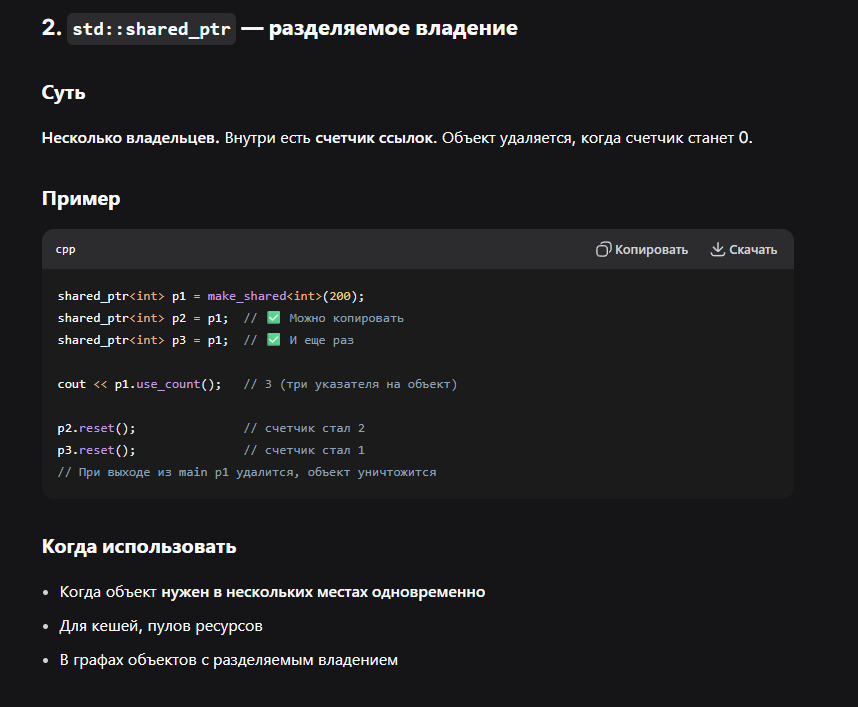 2. std::shared_ptr — разделяемое владение
Суть
Несколько владельцев. Внутри есть счетчик ссылок. Объект удаляется, когда счетчик станет 0.
Пример
cpp Копировать Скачать
shared_ptr<int> p1 = make_shared<int>(200);
shared_ptr<int> p2 = p1;  // ✅ Можно копировать
shared_ptr<int> p3 = p1;  // ✅ И еще раз
cout << p1.use_count();   // 3 (три указателя на объект)
p2.reset();               // счетчик стал 2
p3.reset();               // счетчик стал 1
// При выходе из main p1 удалится, объект уничтожится
Когда использовать
• Когда объект нужен в нескольких местах одновременно
• Для кешей, пулов ресурсов
• В графах объектов с разделяемым владением